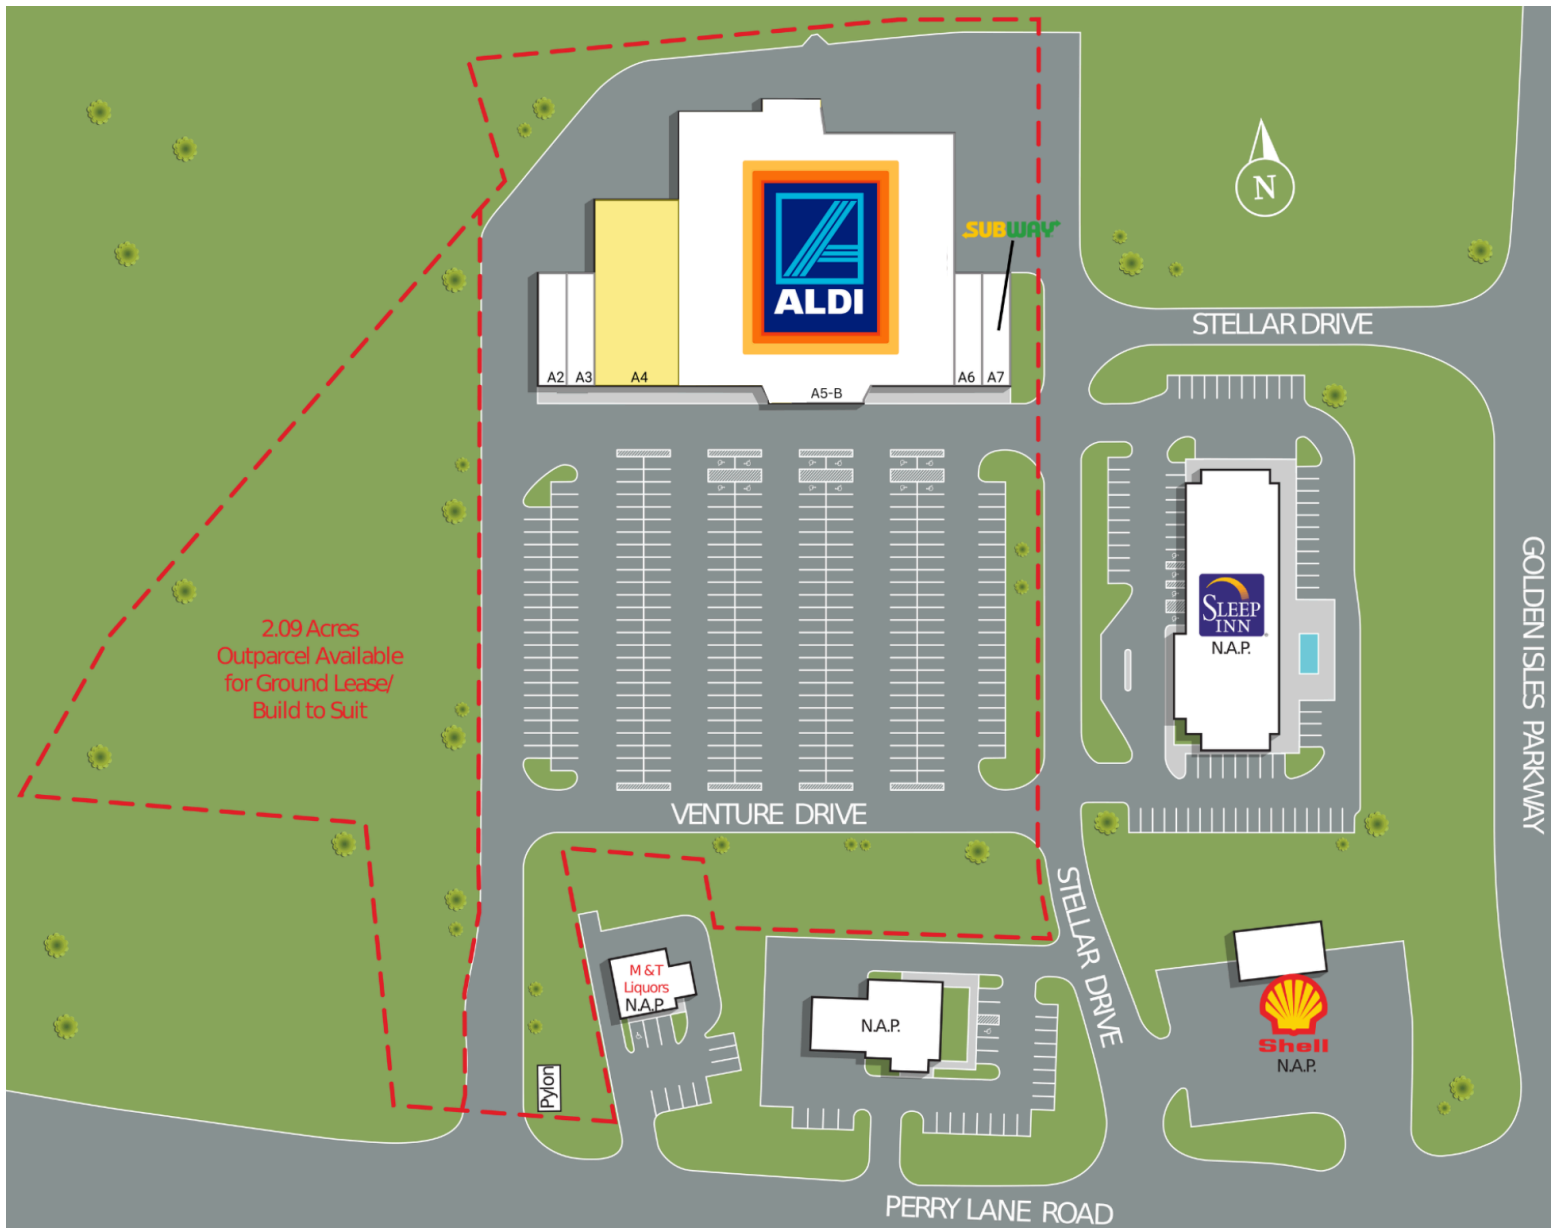 N
SUBWAY
ALDI
STELLAR DRIVE
A2
A3
A4
A5-B
A6
A7
GOLDEN ISLES PARKWAY
SLEEP
INN
N.A.P.
2.09 Acres
Outparcel Available
for Ground Lease/
Build to Suit
VENTURE DRIVE
STELLAR DRIVE
M & T
Liquors
N.A.P.
N.A.P.
Shell
N.A.P.
Pylon
PERRY LANE ROAD